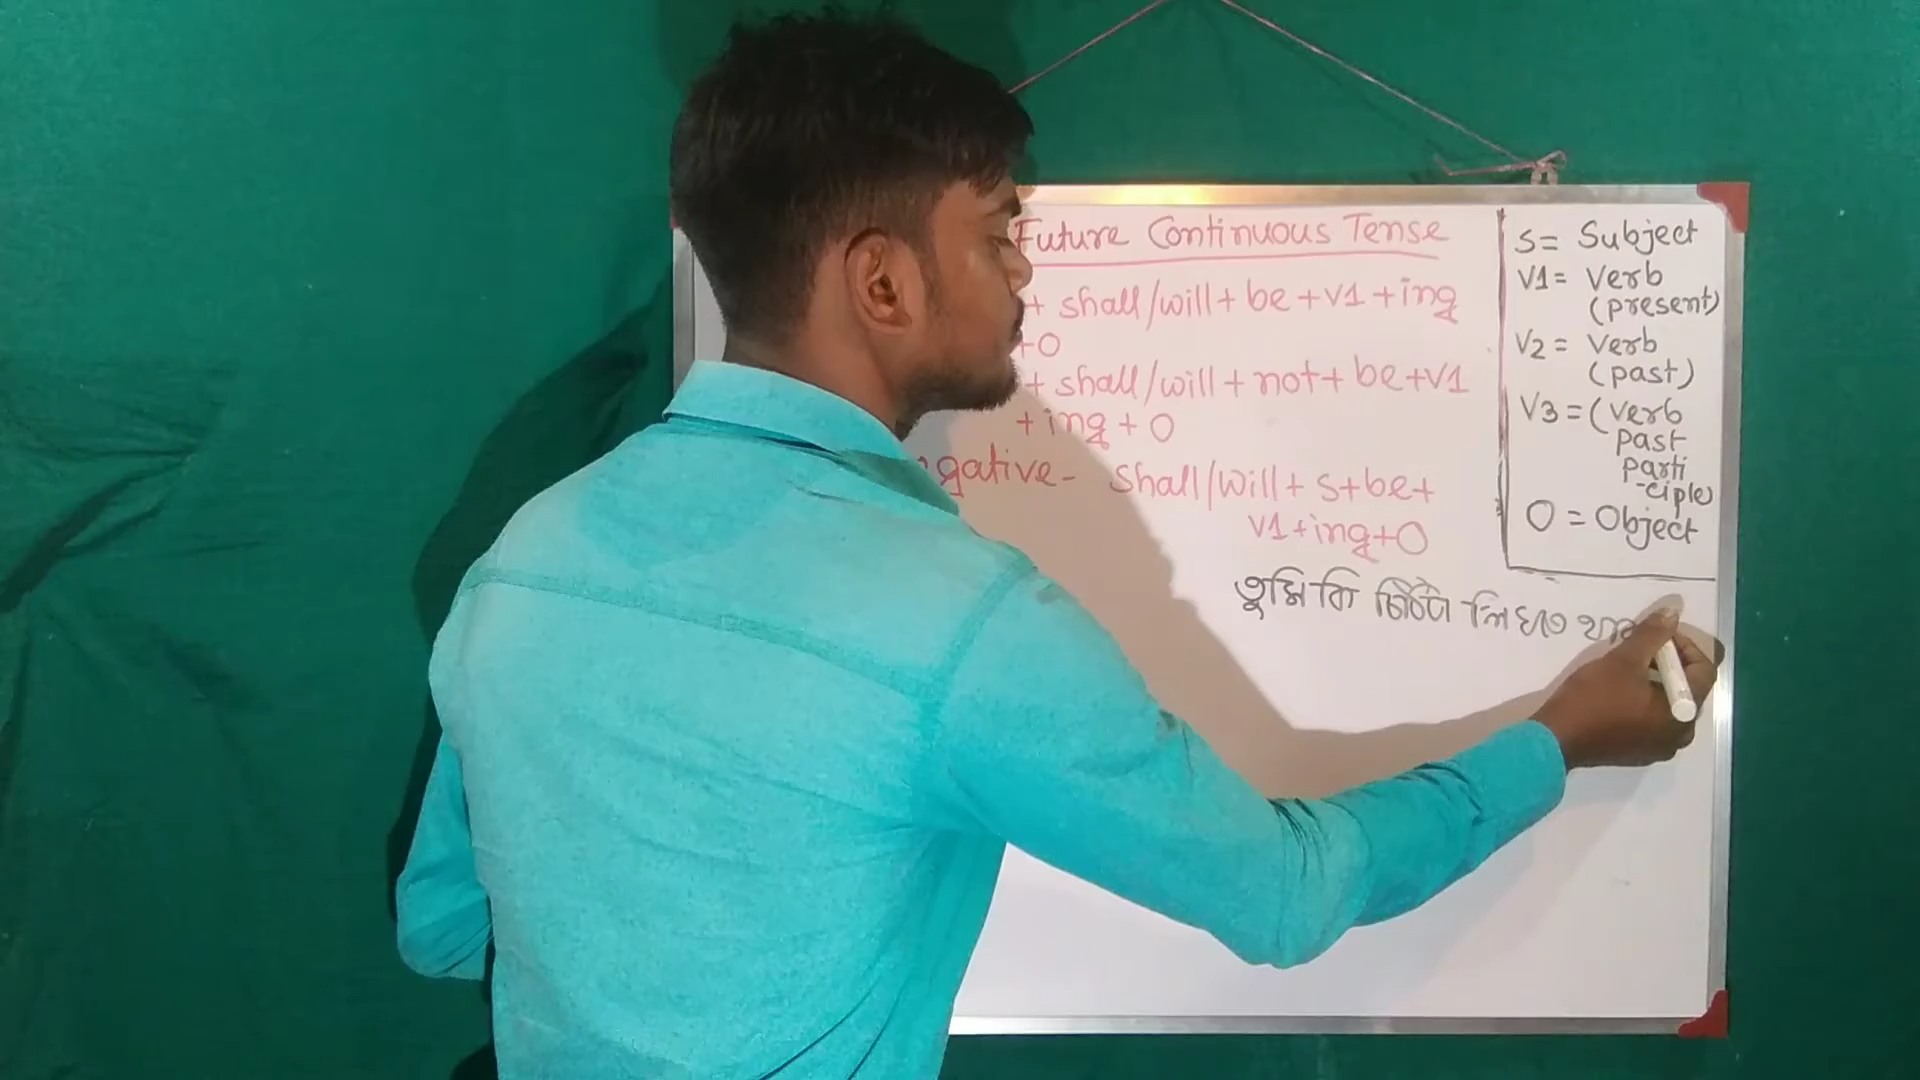 Future Continuous Tense
+ shall/will + be + V1 + ing
+O
+ shall/will + not + be + V1
+ ing + O
gative - Shall/will + S + be +
V1 + ing + O
তুমি কি চিঠিটা লিখতে
S = Subject
V1 = Verb
(present)
V2 = Verb
(past)
V3 = (Verb
past
parti
-ciple)
O = Object